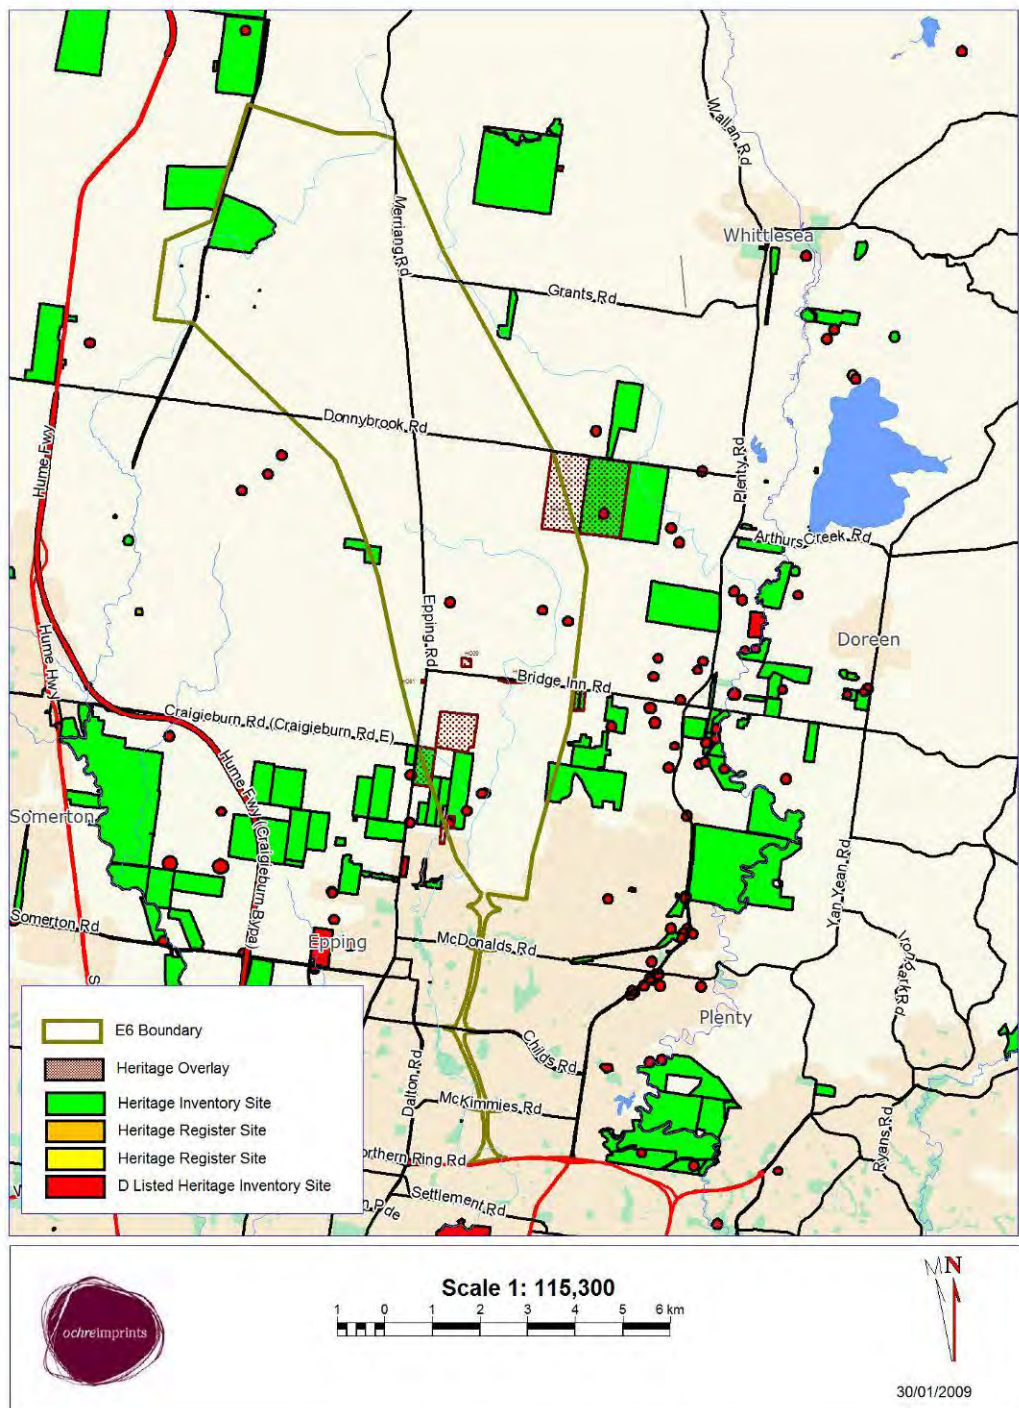 Wallan Rd
Whittlesea
Merriang Rd
Grants Rd
Donnybrook Rd
Hume Fwy
Plenty Rd
Arthurs Creek Rd
Epping Rd
Doreen
Hume Hwy
Bridge Inn Rd
Craigieburn Rd (Craigieburn Rd E)
Hume Fwy (Craigieburn Bypa
Somerton
Yan Yean Rd
Somerton Rd
Epping
McDonalds Rd
Ironbark Rd
S
Plenty
Childs Rd
Dalton Rd
McKimmies Rd
Ryans Rd
orthern Ring Rd
Settlement Rd
E6 Boundary
Heritage Overlay
Heritage Inventory Site
Heritage Register Site
Heritage Register Site
D Listed Heritage Inventory Site
ochreimprints
Scale 1: 115,300
1 0 1 2 3 4 5 6 km
M N
30/01/2009